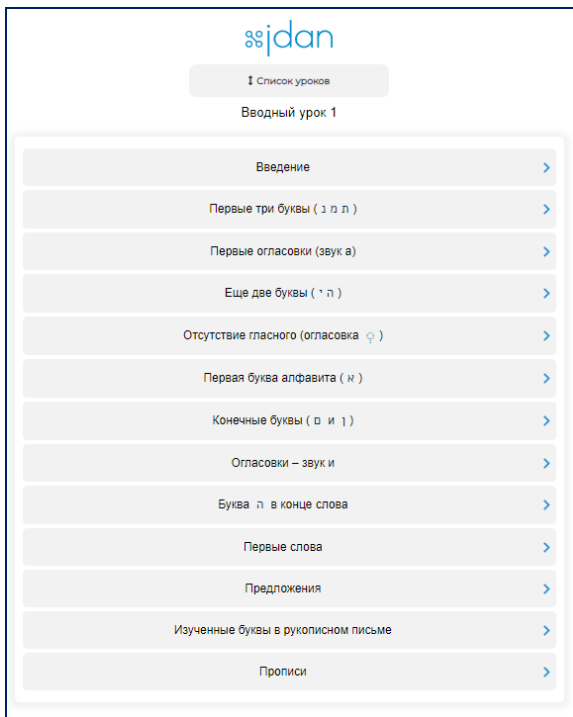 jdan
Список уроков
Вводный урок 1
Введение
Первые три буквы ( ת מ נ )
Первые огласовки (звук а)
Еще две буквы ( ה י )
Отсутствие гласного (огласовка ְ )
Первая буква алфавита ( א )
Конечные буквы ( ם и ן )
Огласовки – звук и
Буква ה в конце слова
Первые слова
Предложения
Изученные буквы в рукописном письме
Прописи